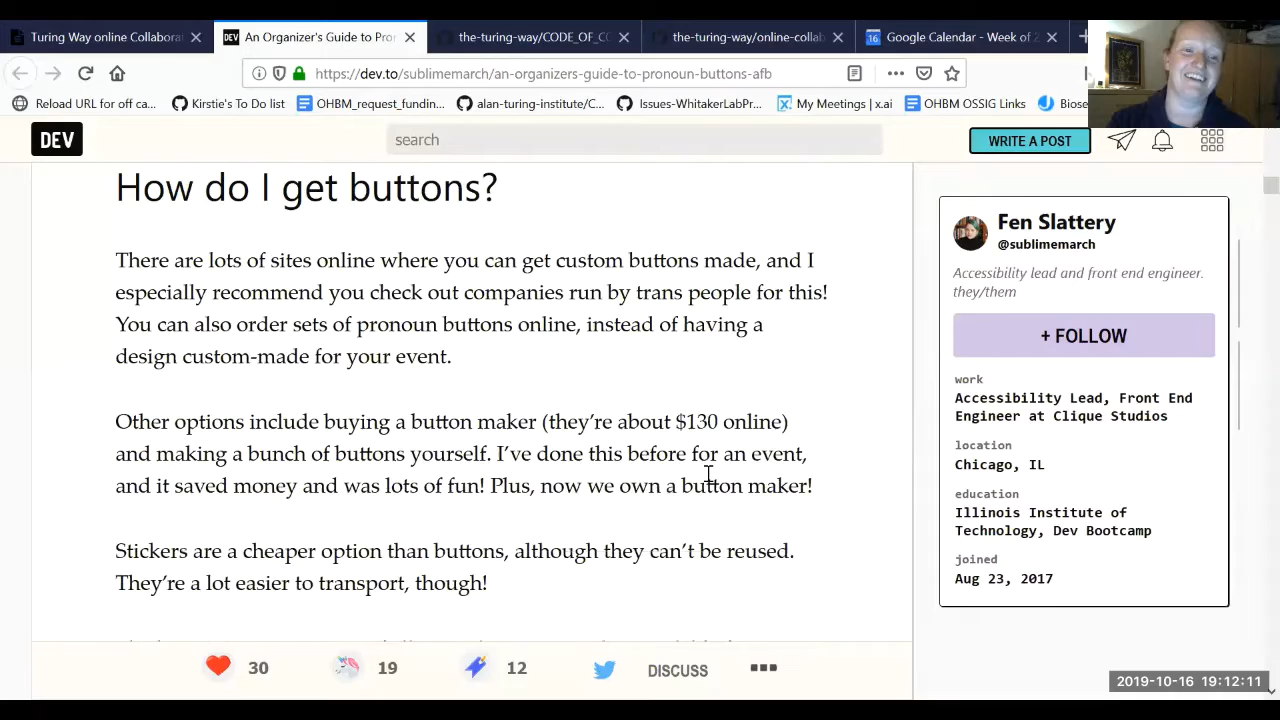 Turing Way online Collabora
An Organizer's Guide to Pro
the-turing-way/CODE_OF_CO
the-turing-way/online-collab
Google Calendar - Week of 2
https://dev.to/sublimemarch/an-organizers-guide-to-pronoun-buttons-afb
Reload URL for off ca...
Kirstie's To Do list
OHBM_request_fundin...
alan-turing-institute/C...
Issues-WhitakerLabPr...
My Meetings | x.ai
OHBM OSSIG Links
Biose
DEV
search
WRITE A POST
How do I get buttons?
There are lots of sites online where you can get custom buttons made, and I
especially recommend you check out companies run by trans people for this!
You can also order sets of pronoun buttons online, instead of having a
design custom-made for your event.
Other options include buying a button maker (they're about $130 online)
and making a bunch of buttons yourself. I've done this before for an event,
and it saved money and was lots of fun! Plus, now we own a button maker!
Stickers are a cheaper option than buttons, although they can't be reused.
They're a lot easier to transport, though!
Fen Slattery
@sublimemarch
Accessibility lead and front end engineer.
they/them
+ FOLLOW
work
Accessibility Lead, Front End
Engineer at Clique Studios
location
Chicago, IL
education
Illinois Institute of
Technology, Dev Bootcamp
joined
Aug 23, 2017
30
19
12
DISCUSS
2019-10-16 19:12:11